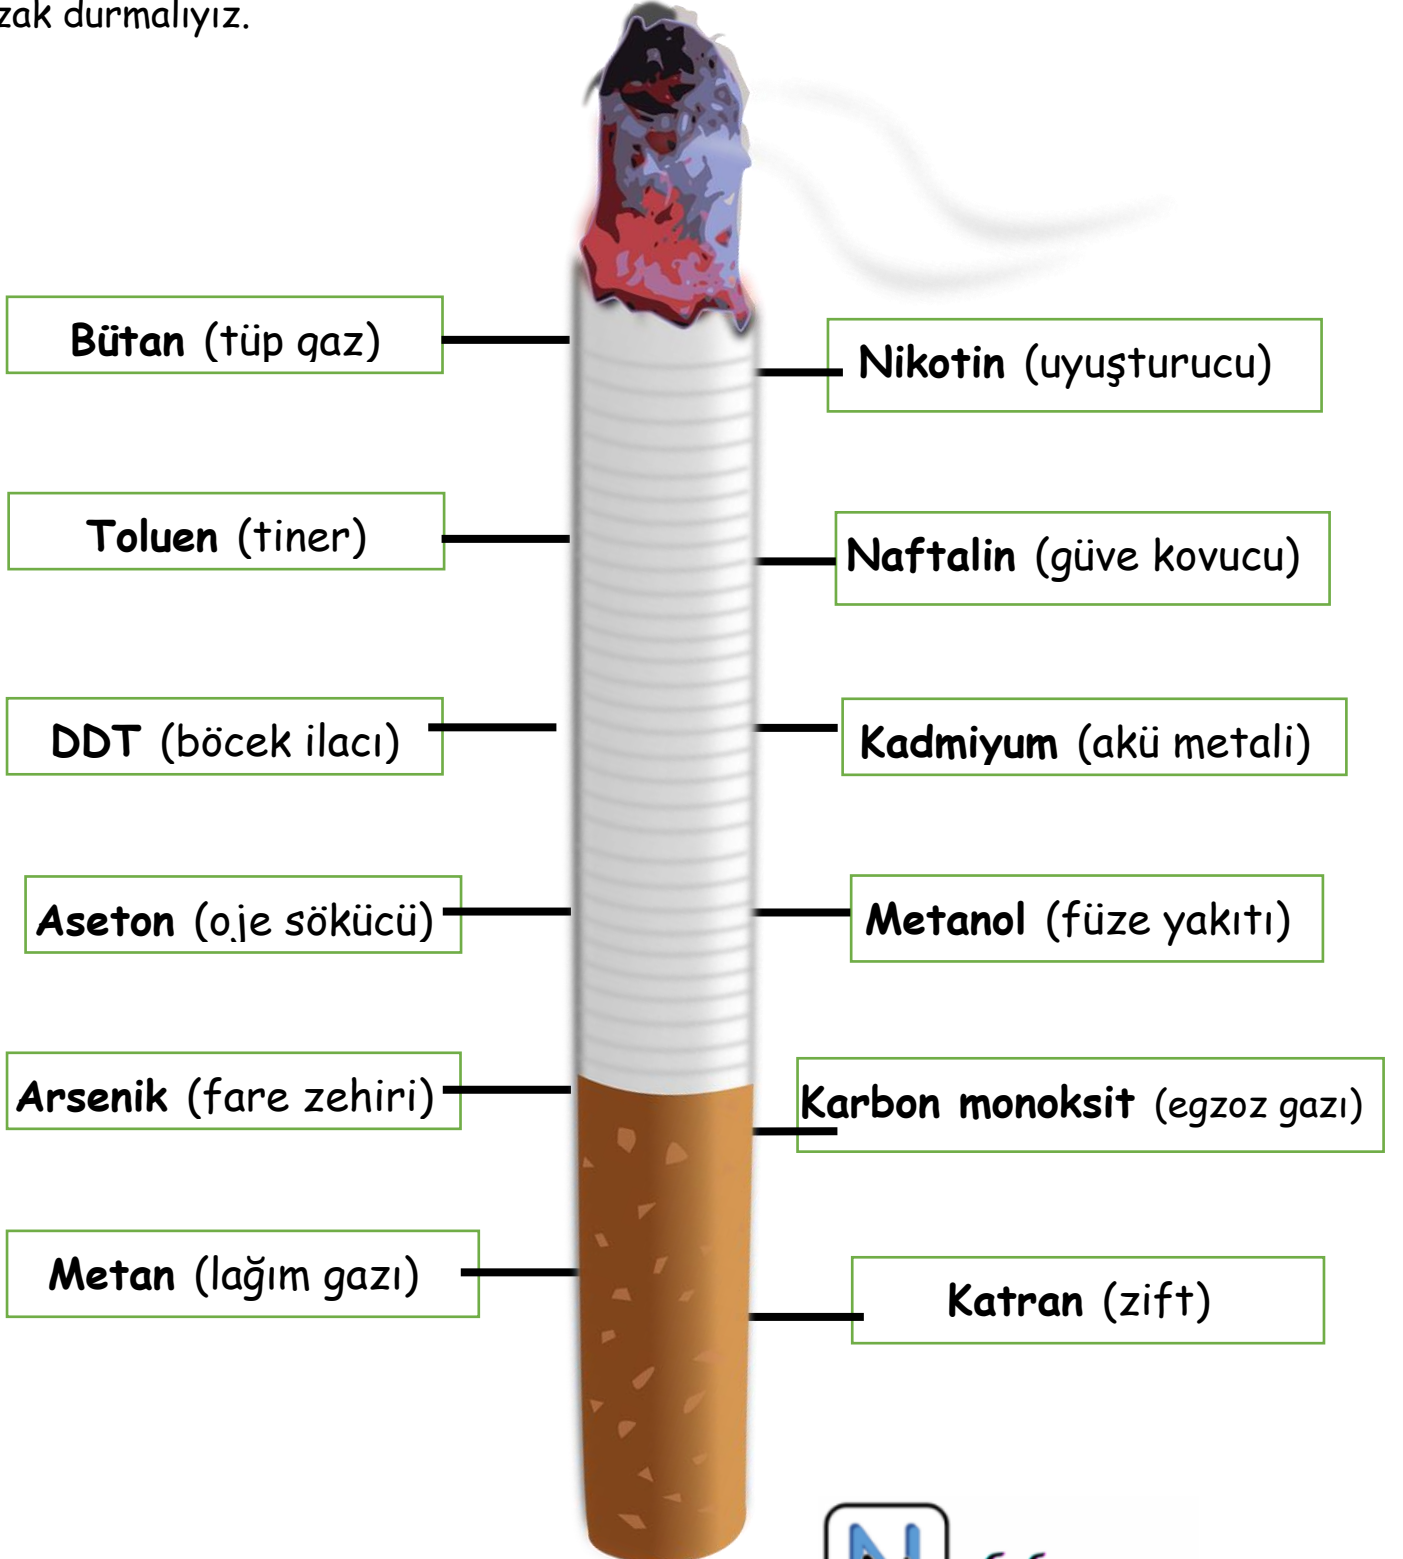 durmalıyız.
Bütan (tüp gaz)
Nikotin (uyuşturucu)
Toluen (tiner)
Naftalin (güve kovucu)
DDT (böcek ilacı)
Kadmiyum (akü metali)
Aseton (oje sökücü)
Metanol (füze yakıtı)
Arsenik (fare zehiri)
Karbon monoksit (egzoz gazı)
Metan (lağım gazı)
Katran (zift)